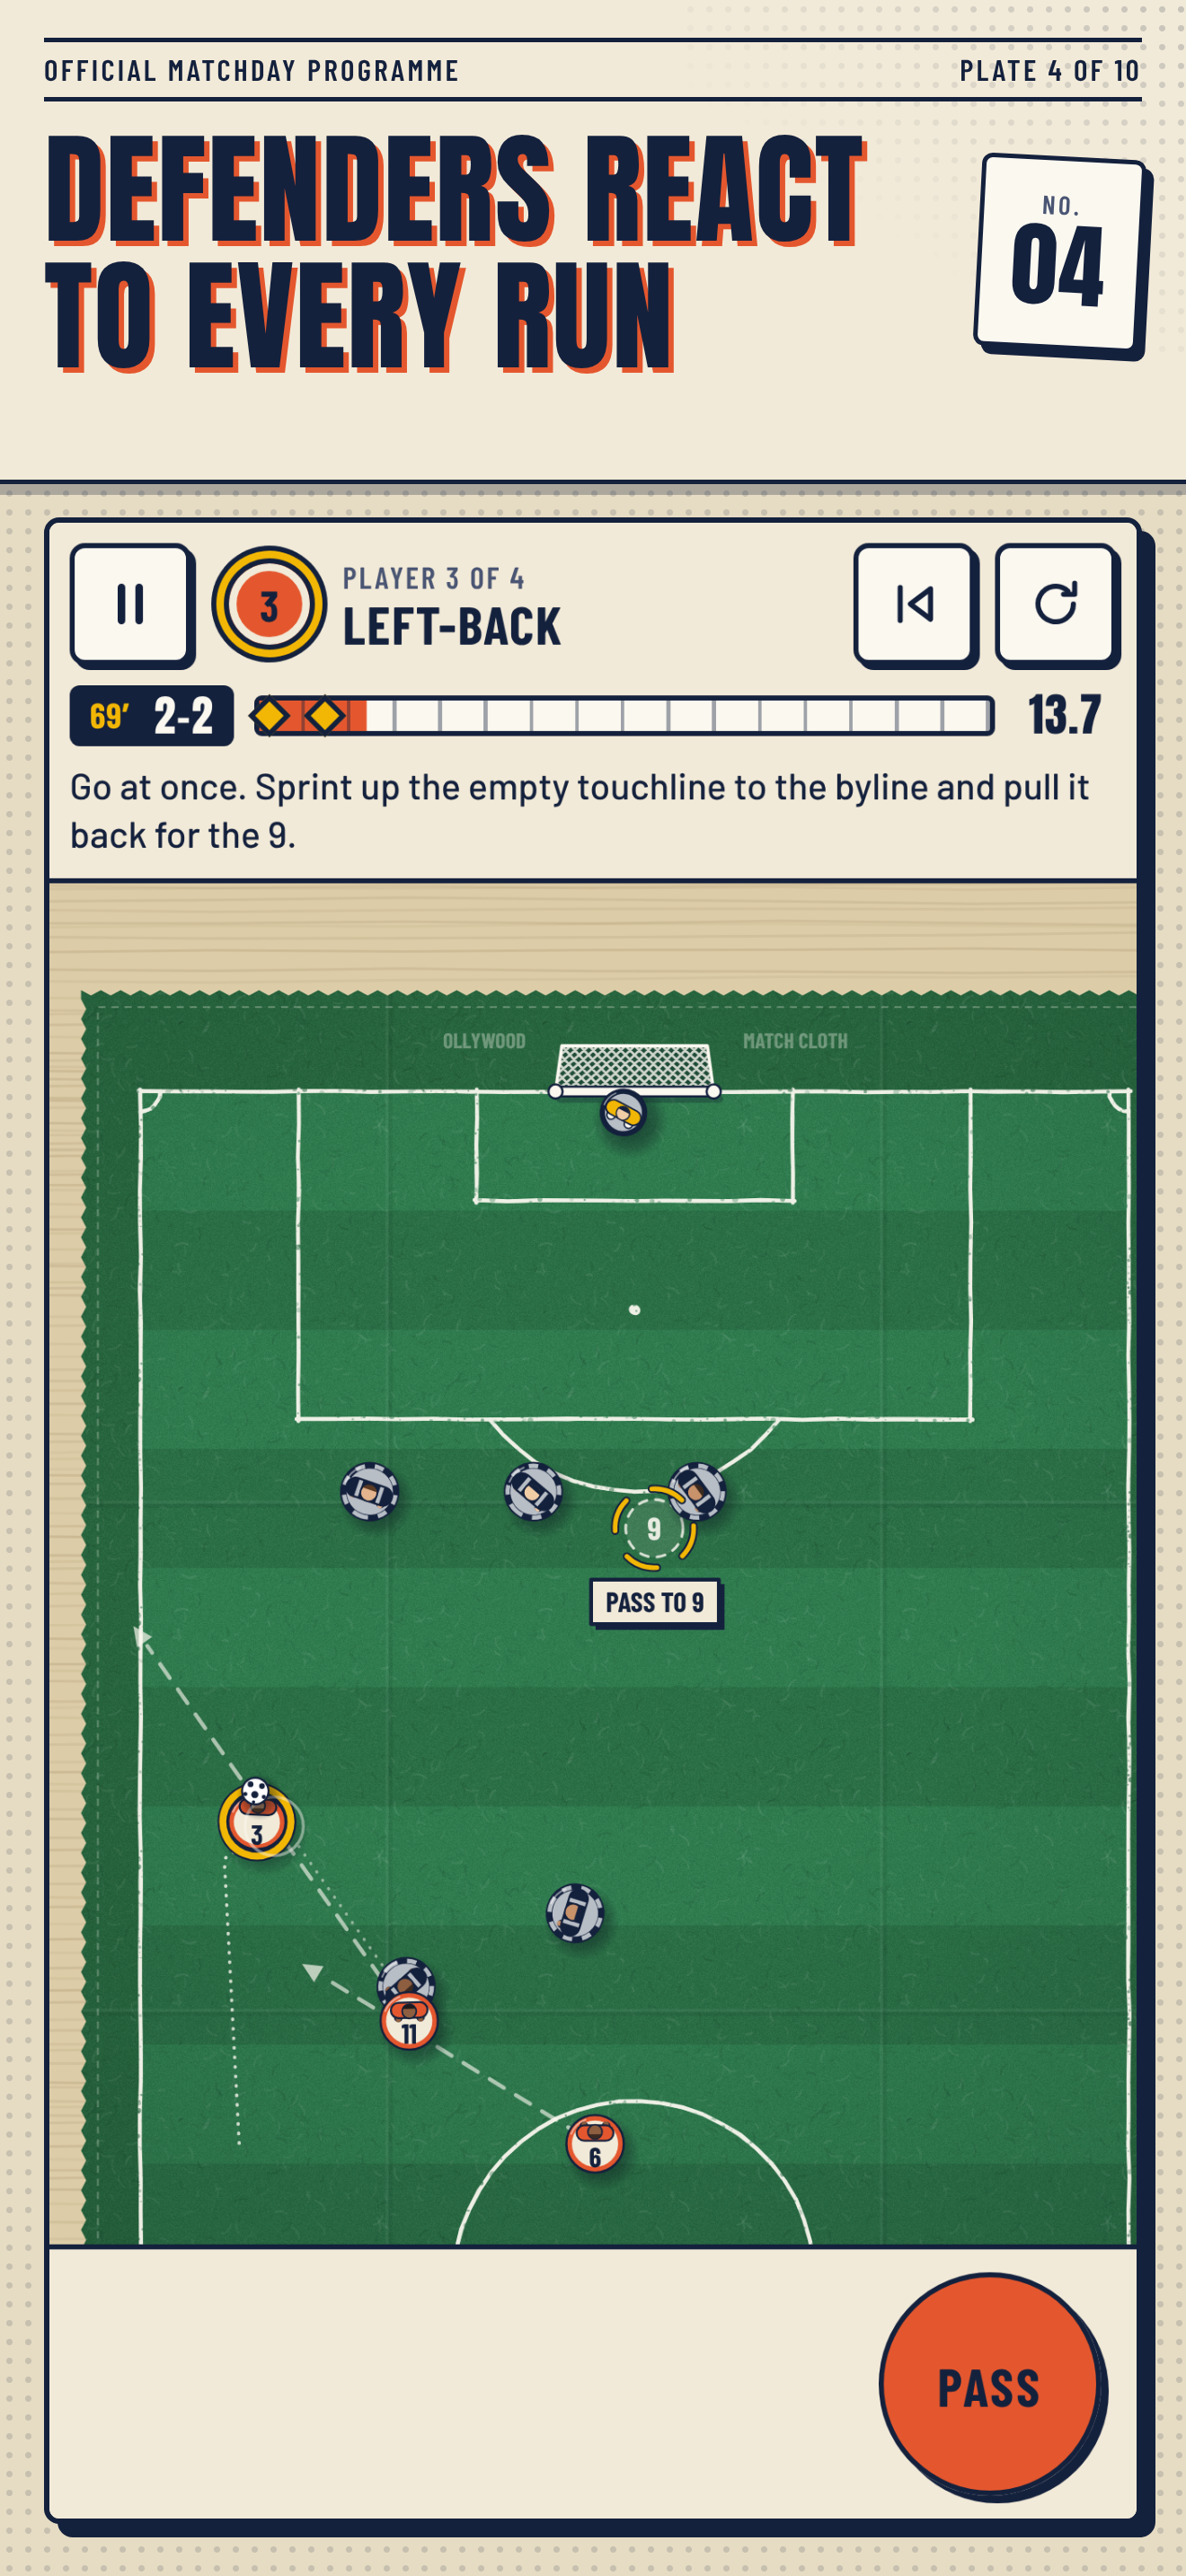 OFFICIAL MATCHDAY PROGRAMME
PLATE 4 OF 10
DEFENDERS REACT
TO EVERY RUN
NO.
04
3
PLAYER 3 OF 4
LEFT-BACK
69′ 2-2
13.7
Go at once. Sprint up the empty touchline to the byline and pull it
back for the 9.
OLLYWOOD
MATCH CLOTH
9
PASS TO 9
3
11
6
PASS